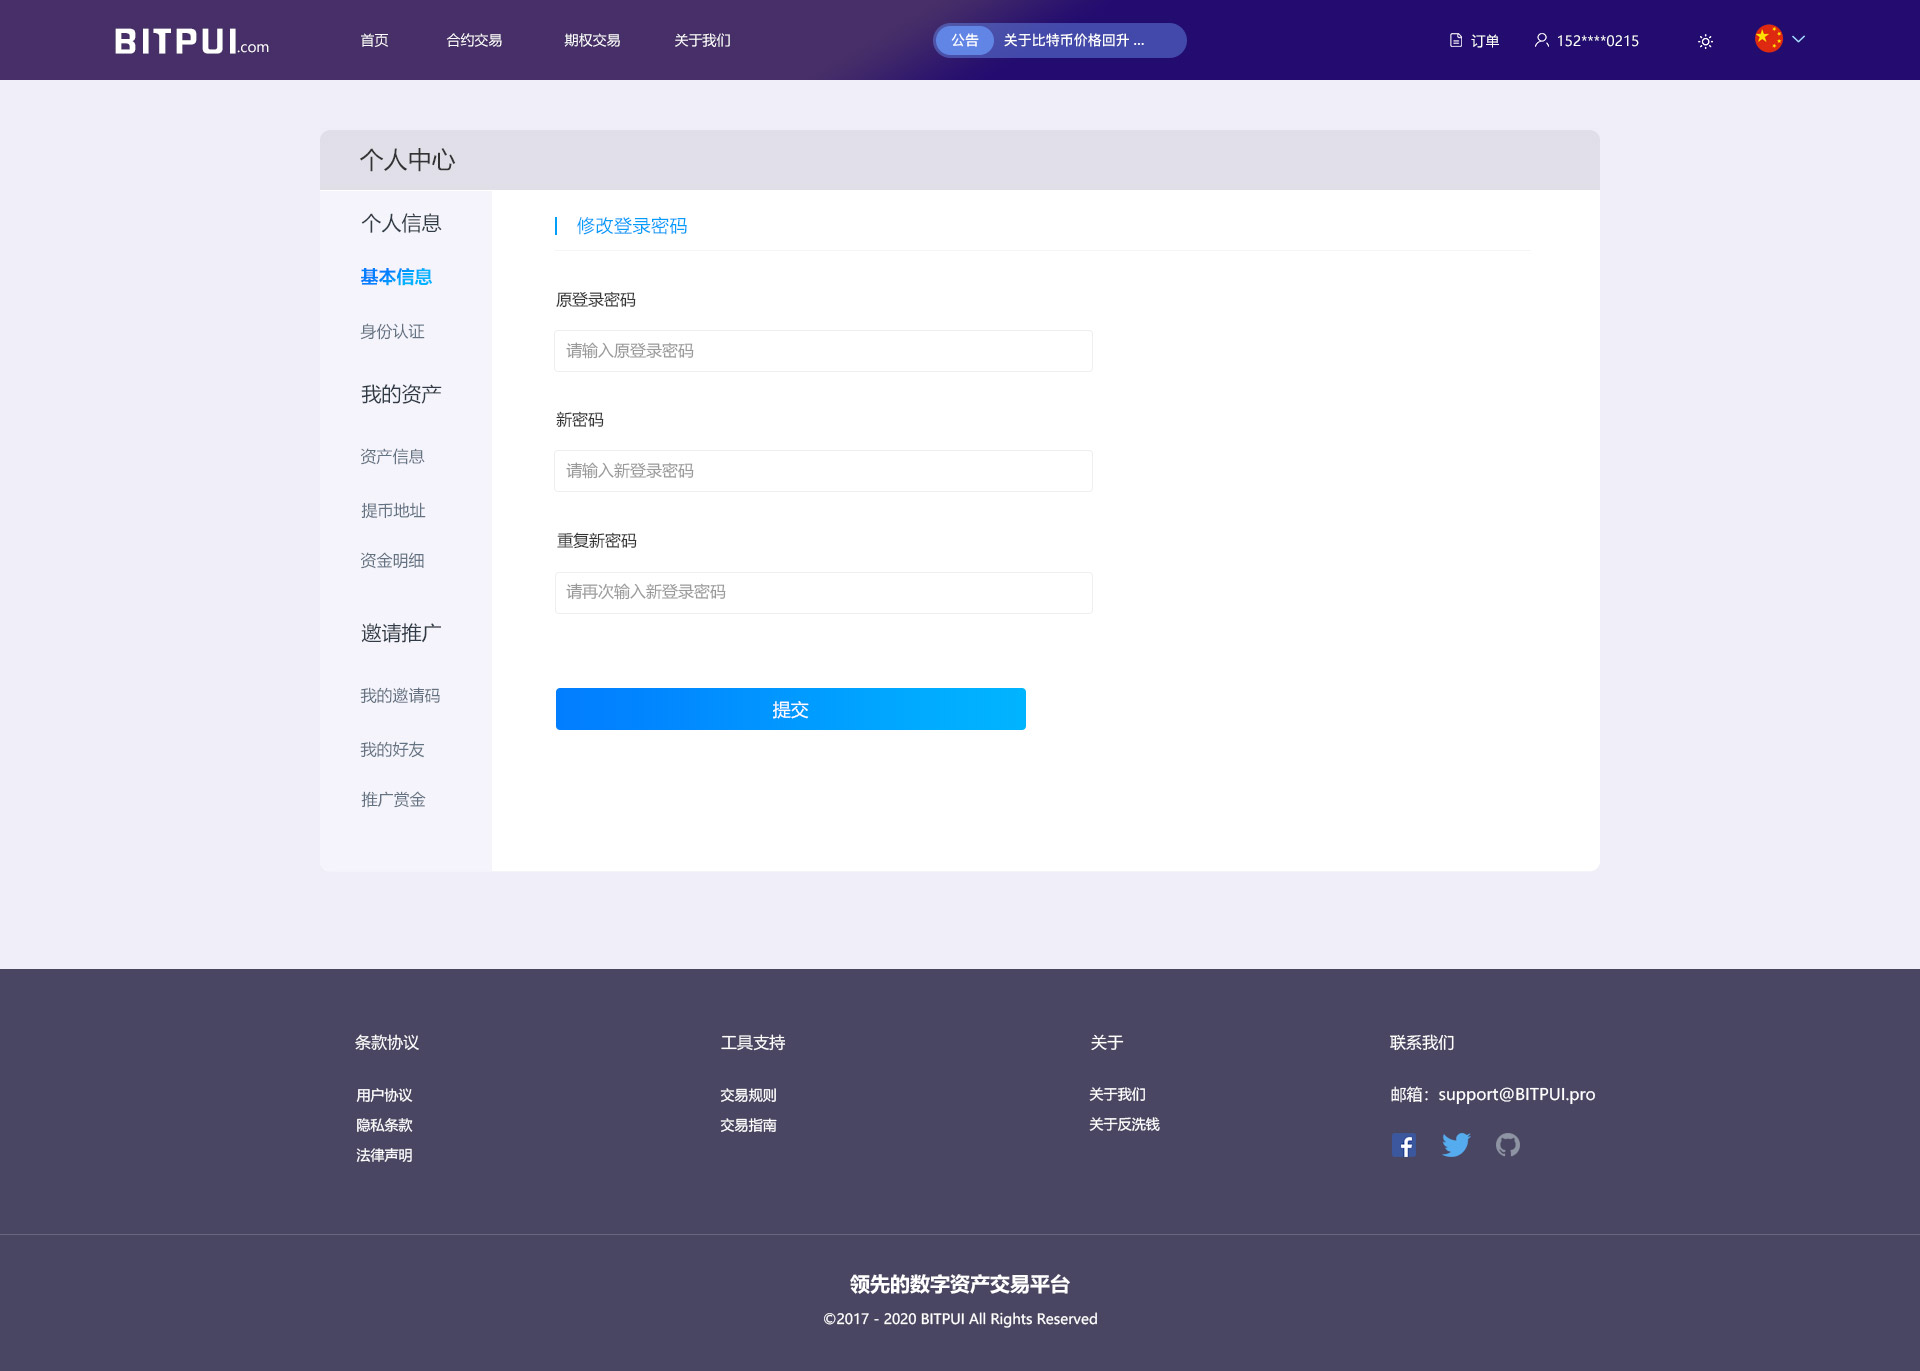 BITPUI.com
首页
合约交易
期权交易
关于我们
公告
关于比特币价格回升 ...
订单
152****0215
个人中心
个人信息
基本信息
身份认证
我的资产
资产信息
提币地址
资金明细
邀请推广
我的邀请码
我的好友
推广赏金
修改登录密码
原登录密码
请输入原登录密码
新密码
请输入新登录密码
重复新密码
请再次输入新登录密码
提交
条款协议
用户协议
隐私条款
法律声明
工具支持
交易规则
交易指南
关于
关于我们
关于反洗钱
联系我们
邮箱：support@BITPUI.pro
领先的数字资产交易平台
©2017 - 2020 BITPUI All Rights Reserved